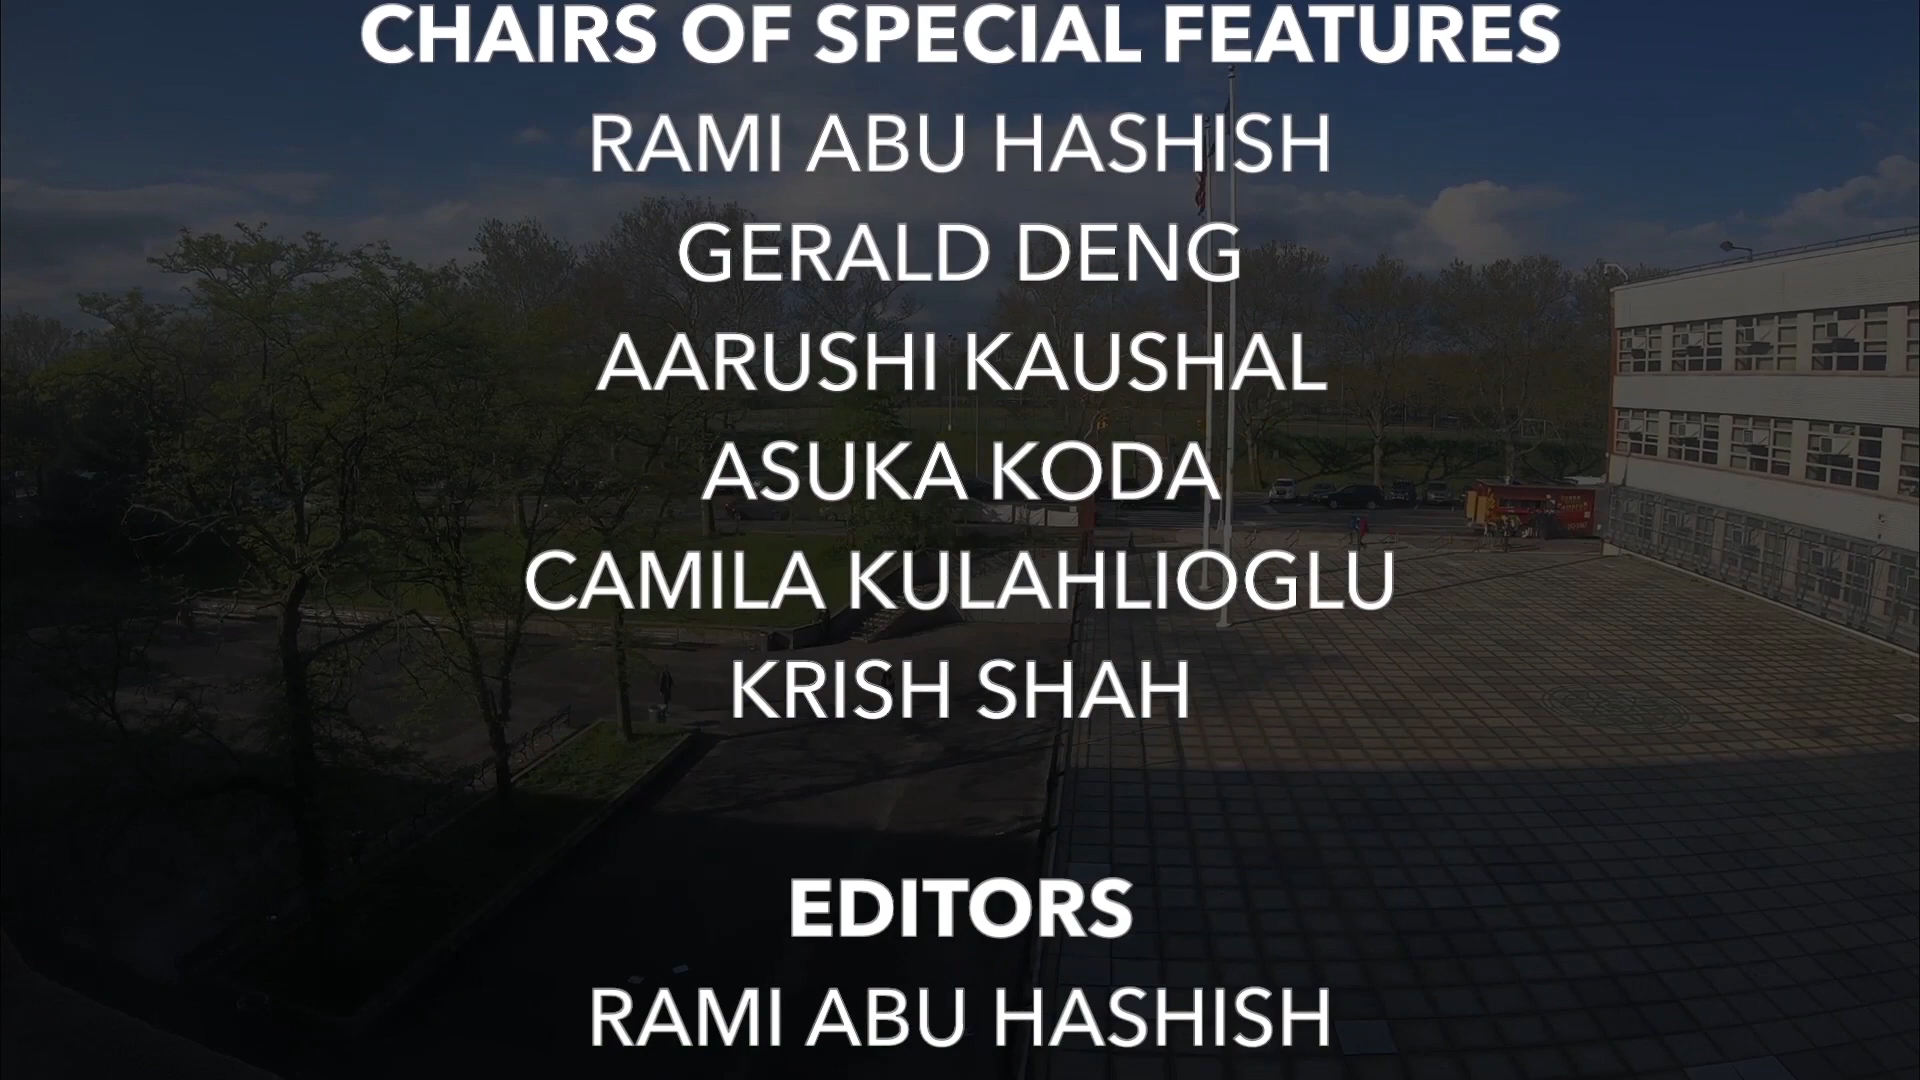 CHAIRS OF SPECIAL FEATURES
RAMI ABU HASHISH
GERALD DENG
AARUSHI KAUSHAL
ASUKA KODA
CAMILA KULAHLIOGLU
KRISH SHAH
EDITORS
RAMI ABU HASHISH